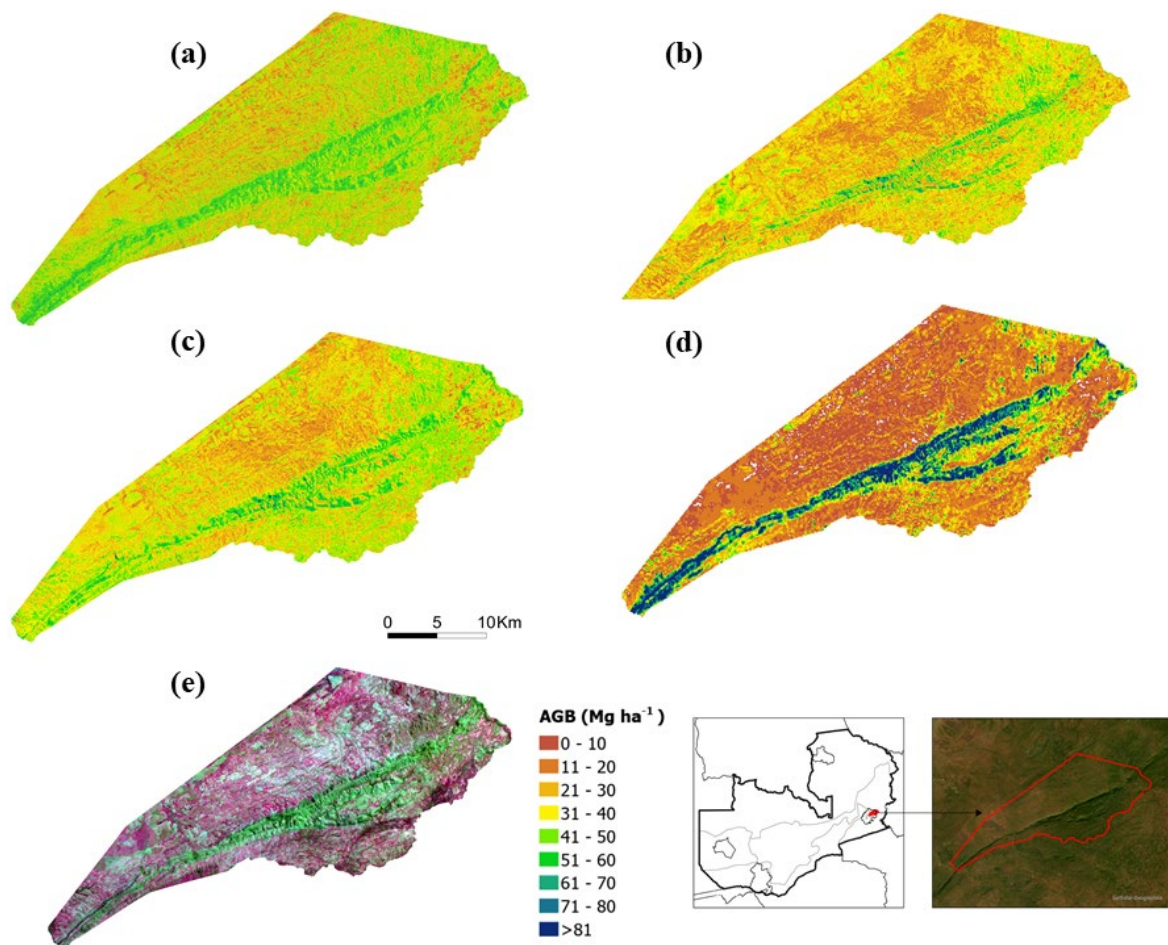 (a)
(b)
(c)
(d)
0 5 10Km
(e)
AGB (Mg ha⁻¹)
0 - 10
11 - 20
21 - 30
31 - 40
41 - 50
51 - 60
61 - 70
71 - 80
>81